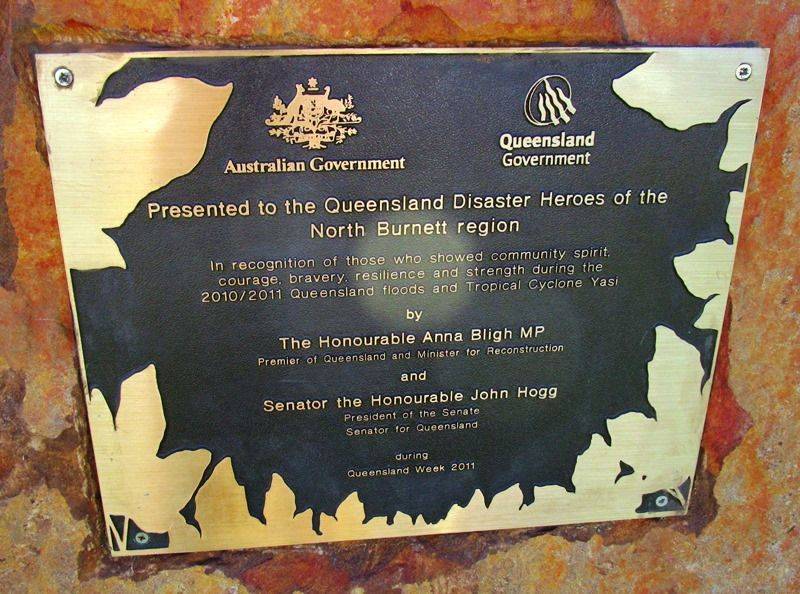 Australian Government
Queensland
Government
Presented to the Queensland Disaster Heroes of the
North Burnett region
In recognition of those who showed community spirit,
courage, bravery, resilience and strength during the
2010/2011 Queensland floods and Tropical Cyclone Yasi
by
The Honourable Anna Bligh MP
Premier of Queensland and Minister for Reconstruction
and
Senator the Honourable John Hogg
President of the Senate
Senator for Queensland
during
Queensland Week 2011